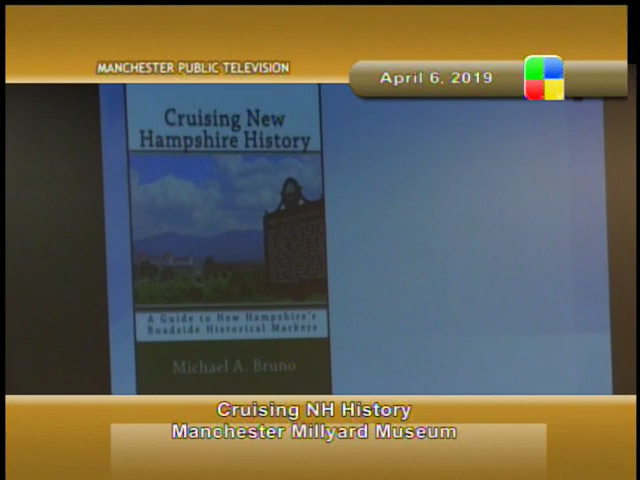 MANCHESTER PUBLIC TELEVISION
April 6, 2019
Cruising New
Hampshire History
A Guide to New Hampshire's
Roadside Historical Markers
Michael A. Bruno
Cruising NH History
Manchester Millyard Museum